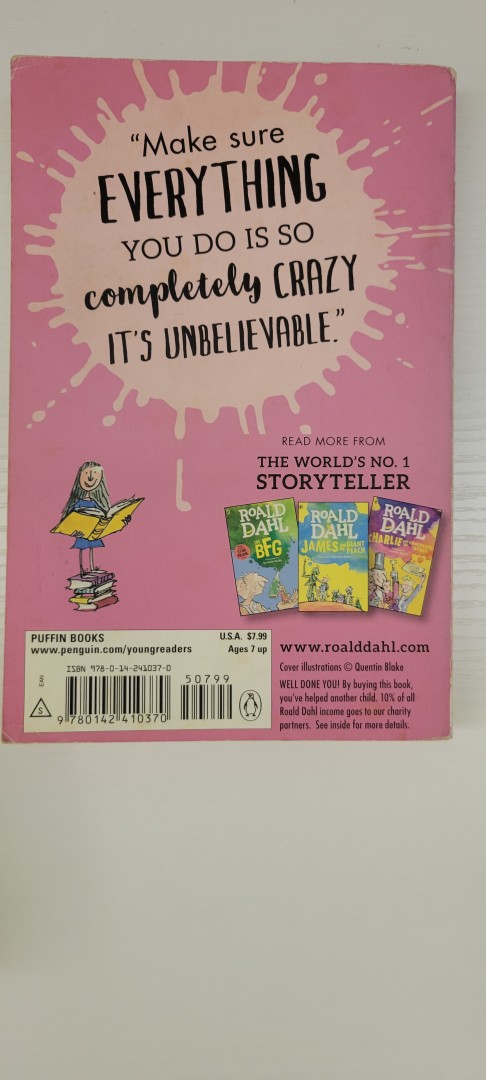 “Make sure
EVERYTHING
YOU DO IS SO
completely CRAZY
IT'S UNBELIEVABLE.”
READ MORE FROM
THE WORLD'S NO. 1
STORYTELLER
ROALD
DAHL
THE
BFG
ROALD
DAHL
JAMES AND THE GIANT
PEACH
ROALD
DAHL
CHARLIE AND THE
PUFFIN BOOKS
www.penguin.com/youngreaders
U.S.A. $7.99
Ages 7 up
ISBN 978-0-14-241037-0
50799
EAN
S
9 780142 410370
www.roalddahl.com
Cover illustrations © Quentin Blake
WELL DONE YOU! By buying this book,
you've helped another child. 10% of all
Roald Dahl income goes to our charity
partners. See inside for more details.